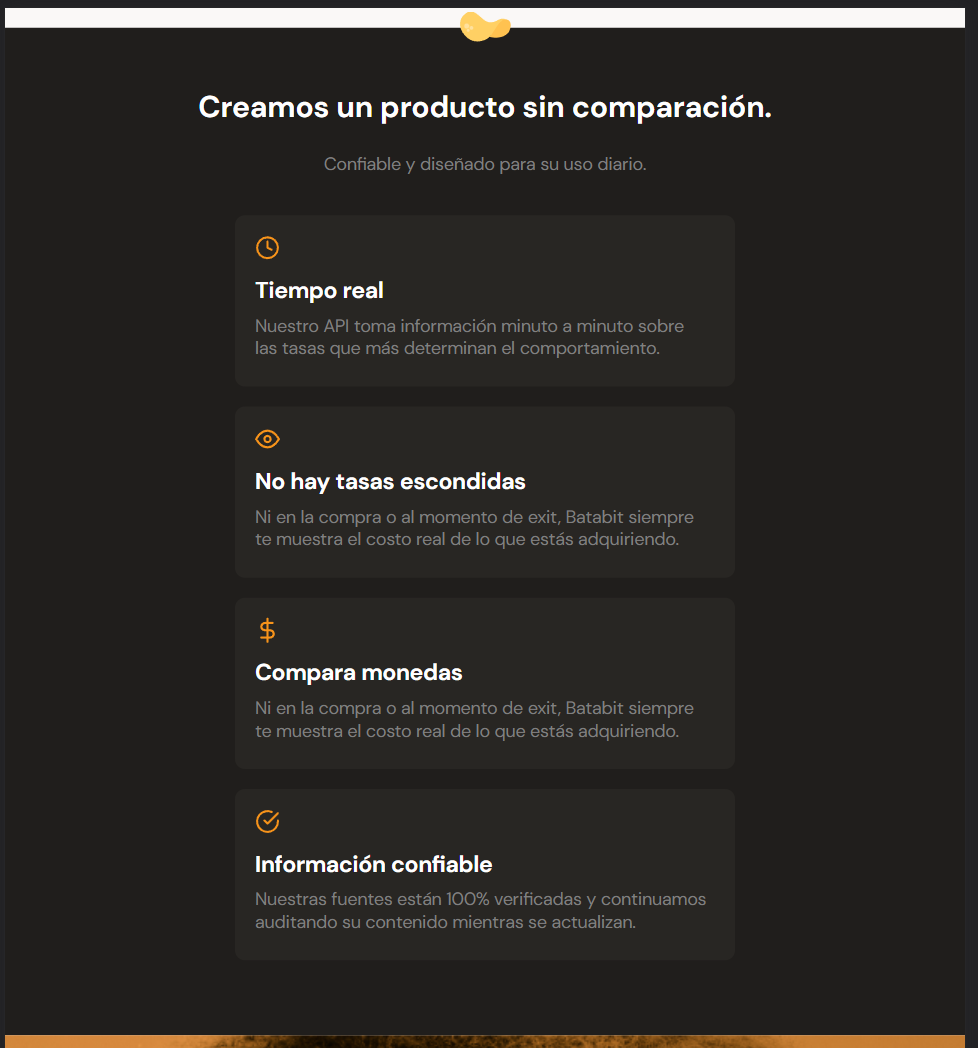 Creamos un producto sin comparación.
Confiable y diseñado para su uso diario.
Tiempo real
Nuestro API toma información minuto a minuto sobre
las tasas que más determinan el comportamiento.
No hay tasas escondidas
Ni en la compra o al momento de exit, Batabit siempre
te muestra el costo real de lo que estás adquiriendo.
Compara monedas
Ni en la compra o al momento de exit, Batabit siempre
te muestra el costo real de lo que estás adquiriendo.
Información confiable
Nuestras fuentes están 100% verificadas y continuamos
auditando su contenido mientras se actualizan.